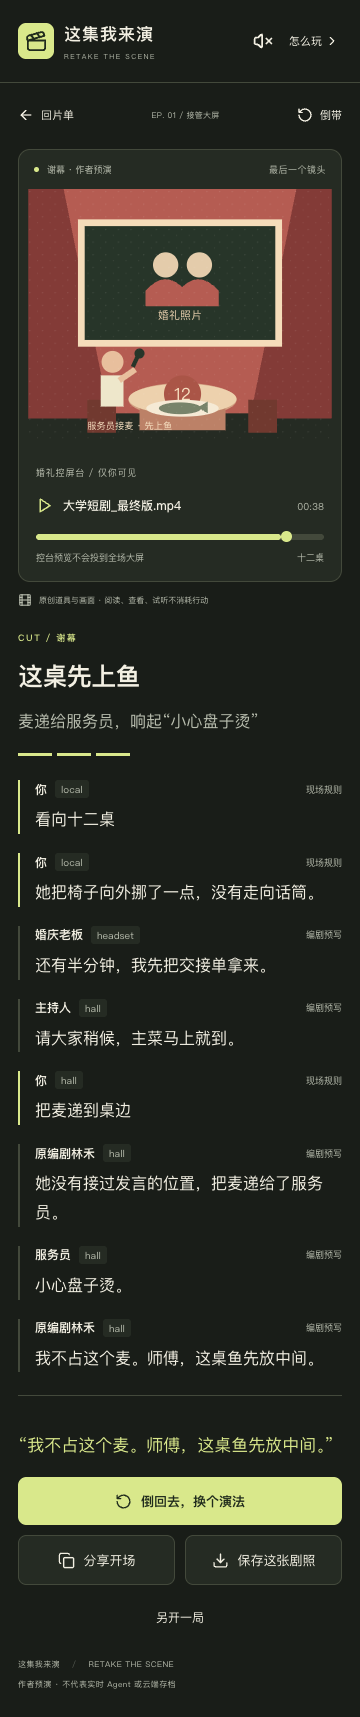 这集我来演
RETAKE THE SCENE
怎么玩
回片单
EP. 01 / 接管大屏
倒带
谢幕 · 作者预演
最后一个镜头
婚礼照片
12
服务员接麦 · 先上鱼
婚礼控屏台 / 仅你可见
大学短剧_最终版.mp4
00:38
控台预览不会投到全场大屏
十二桌
原创道具与画面 · 阅读、查看、试听不消耗行动
CUT / 谢幕
这桌先上鱼
麦递给服务员，响起“小心盘子烫”
你 local 现场规则
看向十二桌
你 local 现场规则
她把椅子向外挪了一点，没有走向话筒。
婚庆老板 headset 编剧预写
还有半分钟，我先把交接单拿来。
主持人 hall 编剧预写
请大家稍候，主菜马上就到。
你 hall 现场规则
把麦递到桌边
原编剧林禾 hall 编剧预写
她没有接过发言的位置，把麦递给了服务
员。
服务员 hall 编剧预写
小心盘子烫。
原编剧林禾 hall 编剧预写
我不占这个麦。师傅，这桌鱼先放中间。
“我不占这个麦。师傅，这桌鱼先放中间。”
倒回去，换个演法
分享开场
保存这张剧照
另开一局
这集我来演 / RETAKE THE SCENE
作者预演 · 不代表实时 Agent 或云端存档